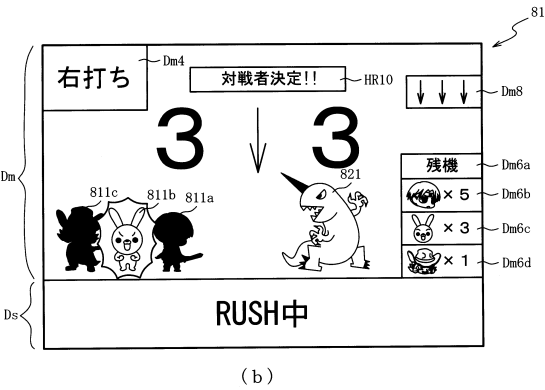 81
右打ち
Dm4
対戦者決定!!
HR10
↓ ↓ ↓
Dm8
3 ↓ 3
Dm
821
残機
Dm6a
811c
811b
811a
×5
Dm6b
×3
Dm6c
×1
Dm6d
Ds
RUSH中
(b)